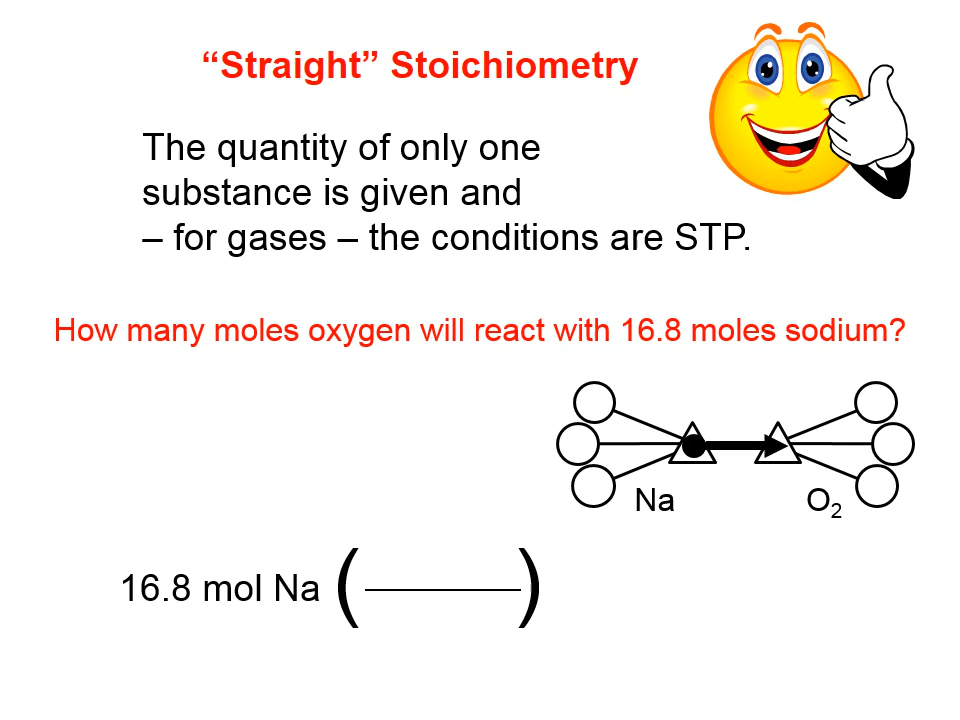 “Straight” Stoichiometry
The quantity of only one
substance is given and
– for gases – the conditions are STP.
How many moles oxygen will react with 16.8 moles sodium?
Na
O₂
16.8 mol Na (______)